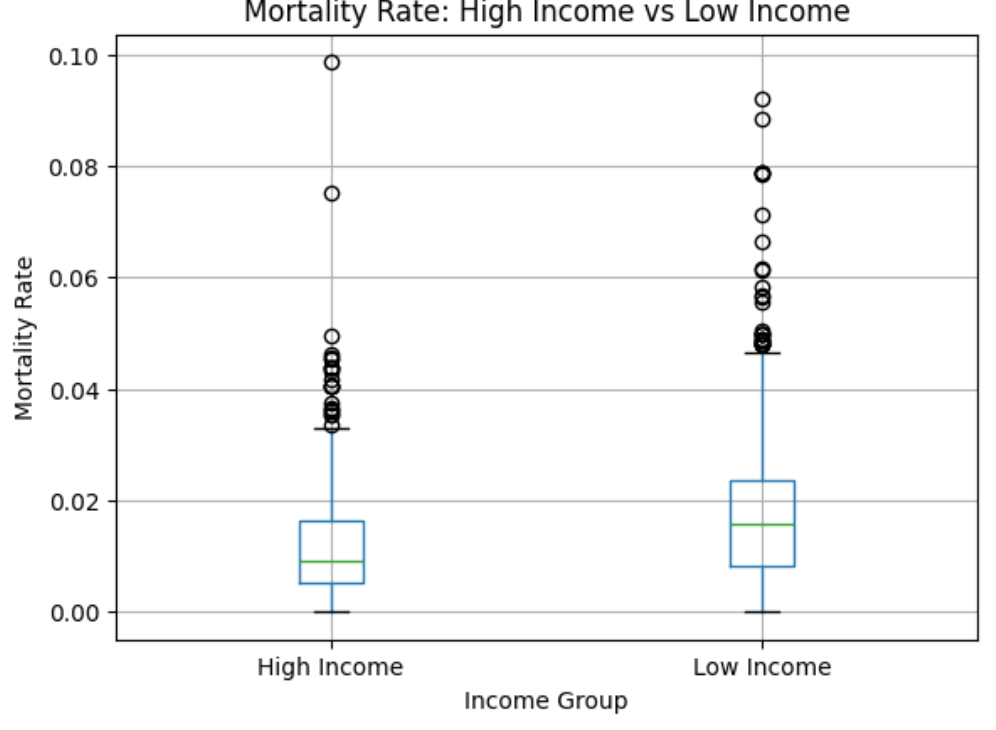 Mortality Rate: High Income vs Low Income
0.10
0.08
0.06
0.04
0.02
0.00
Mortality Rate
High Income
Low Income
Income Group